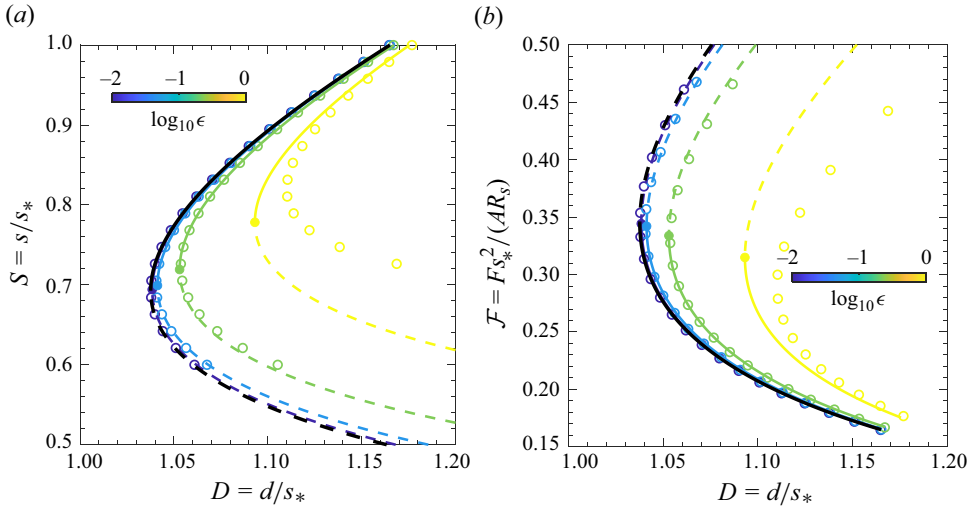 (a)
1.0
0.9
0.8
0.7
0.6
0.5
S = s/s*
–2 –1 0
log10 ϵ
1.00 1.05 1.10 1.15 1.20
D = d/s*
(b)
0.50
0.45
0.40
0.35
0.30
0.25
0.20
0.15
ℱ = Fs*²/(ARs)
–2 –1 0
log10 ϵ
1.00 1.05 1.10 1.15 1.20
D = d/s*